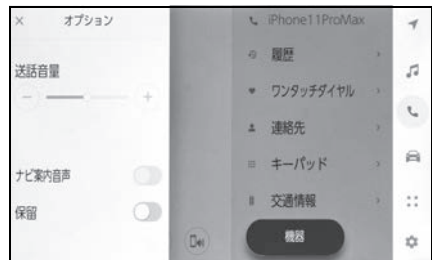 × オプション
送話音量
ナビ案内音声
保留
iPhone11ProMax
履歴
ワンタッチダイヤル
連絡先
キーパッド
交通情報
機器